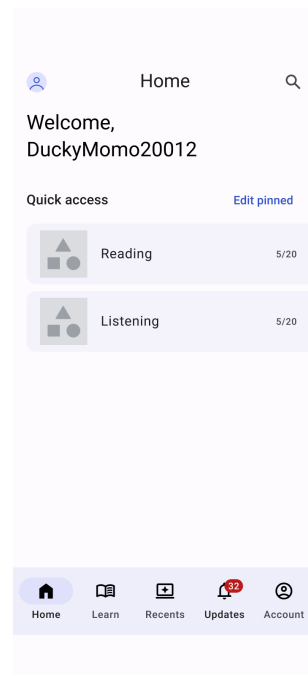 Home
Welcome,
DuckyMomo20012
Quick access
Edit pinned
Reading
5/20
Listening
5/20
32
Home
Learn
Recents
Updates
Account